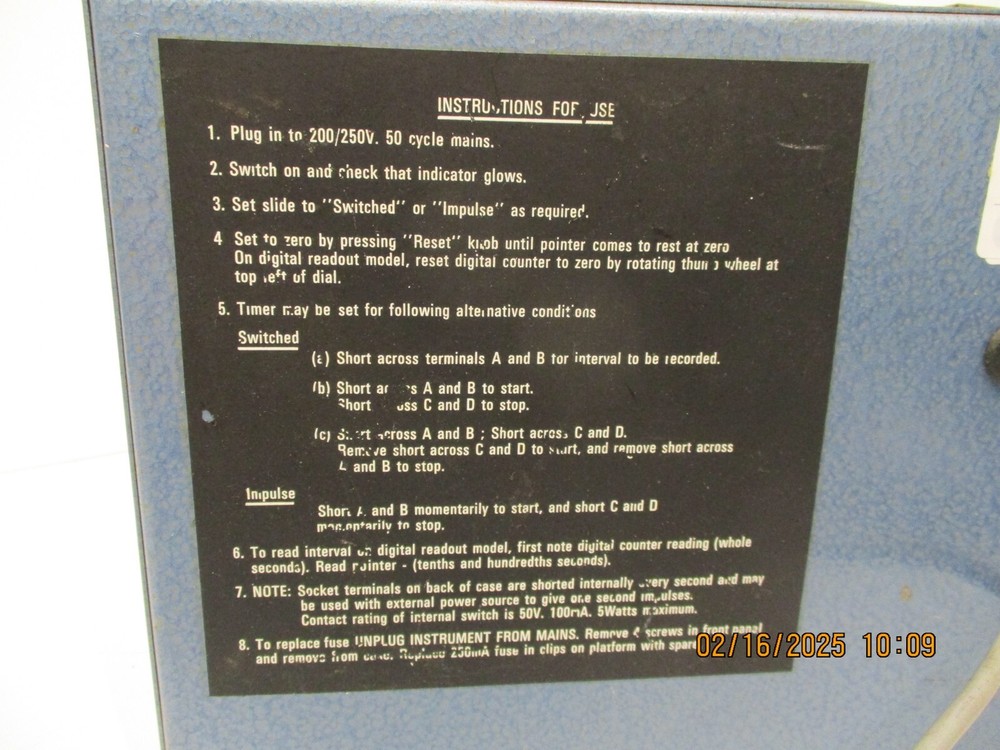 INSTRUCTIONS FOR USE
1. Plug in to 200/250V. 50 cycle mains.
2. Switch on and check that indicator glows.
3. Set slide to "Switched" or "Impulse" as required.
4 Set to zero by pressing "Reset" knob until pointer comes to rest at zero
On digital readout model, reset digital counter to zero by rotating thumb wheel at
top left of dial.
5. Timer may be set for following alternative conditions
Switched
(a) Short across terminals A and B for interval to be recorded.
(b) Short across A and B to start.
Short across C and D to stop.
(c) Short across A and B ; Short across C and D.
Remove short across C and D to start, and remove short across
A and B to stop.
Impulse
Short A and B momentarily to start, and short C and D
momentarily to stop.
6. To read interval on digital readout model, first note digital counter reading (whole
seconds). Read pointer - (tenths and hundredths seconds).
7. NOTE: Socket terminals on back of case are shorted internally every second and may
be used with external power source to give one second impulses.
Contact rating of internal switch is 50V. 100mA. 5Watts maximum.
8. To replace fuse UNPLUG INSTRUMENT FROM MAINS. Remove 4 screws in front panel
and remove from case. Replace 250mA fuse in clips on platform with spare
02/16/2025 10:09